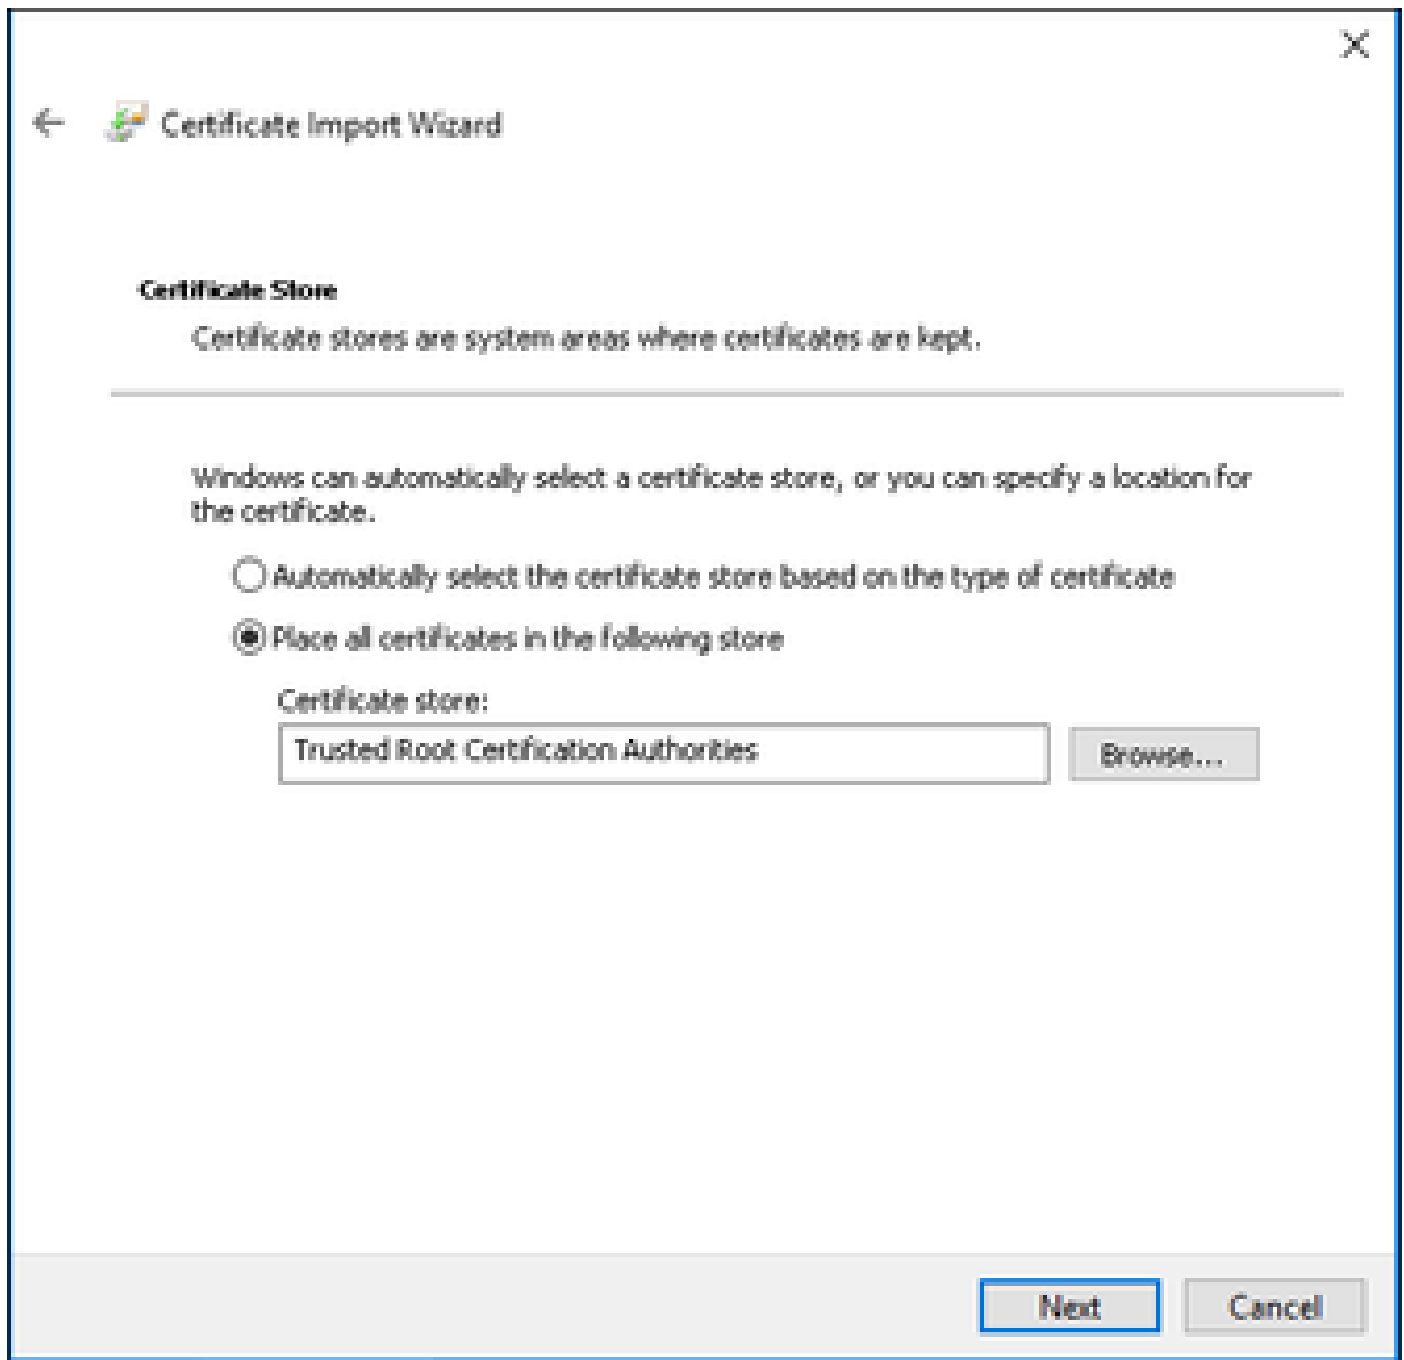 Certificate Import Wizard
Certificate Store
Certificate stores are system areas where certificates are kept.
Windows can automatically select a certificate store, or you can specify a location for
the certificate.
Automatically select the certificate store based on the type of certificate
Place all certificates in the following store
Certificate store:
Trusted Root Certification Authorities
Browse...
Next
Cancel